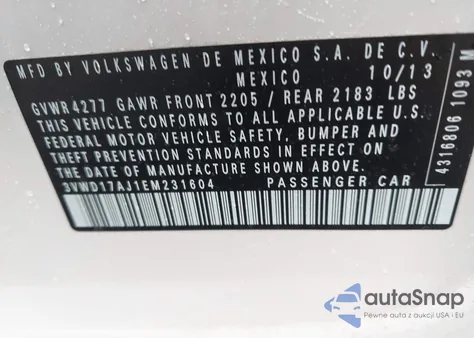 MFD BY VOLKSWAGEN DE MEXICO S.A. DE C.V.
MEXICO 10/13
GVWR4277 GAWR FRONT 2205 / REAR 2183 LBS
THIS VEHICLE CONFORMS TO ALL APPLICABLE U.S.
FEDERAL MOTOR VEHICLE SAFETY, BUMPER AND
THEFT PREVENTION STANDARDS IN EFFECT ON
THE DATE OF MANUFACTURE SHOWN ABOVE.
3VWD17AJ1EM231604 PASSENGER CAR
4316806 1093 M
autoSnap
Pewne auta z aukcji USA i EU